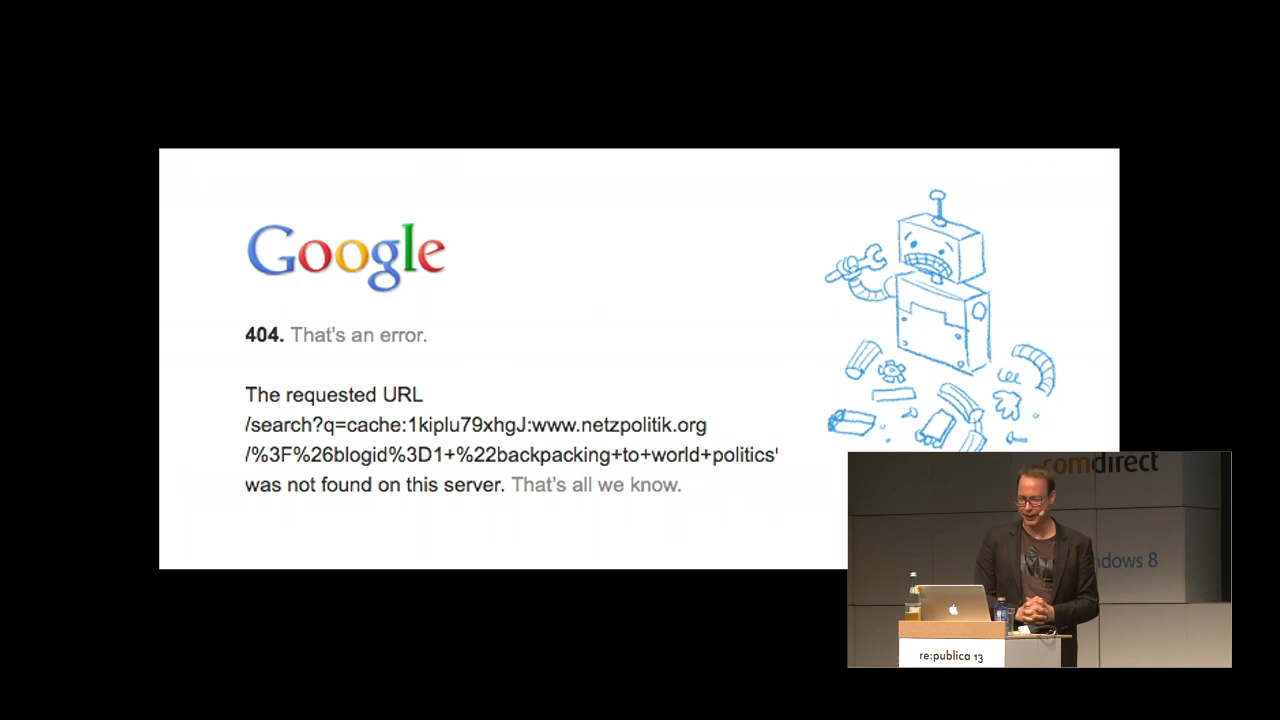 Google
404. That's an error.
The requested URL
/search?q=cache:1kiplu79xhgJ:www.netzpolitik.org
/%3F%26blogid%3D1+%22backpacking+to+world+politics'
was not found on this server. That's all we know.
comdirect
ndows 8
re:publica 13